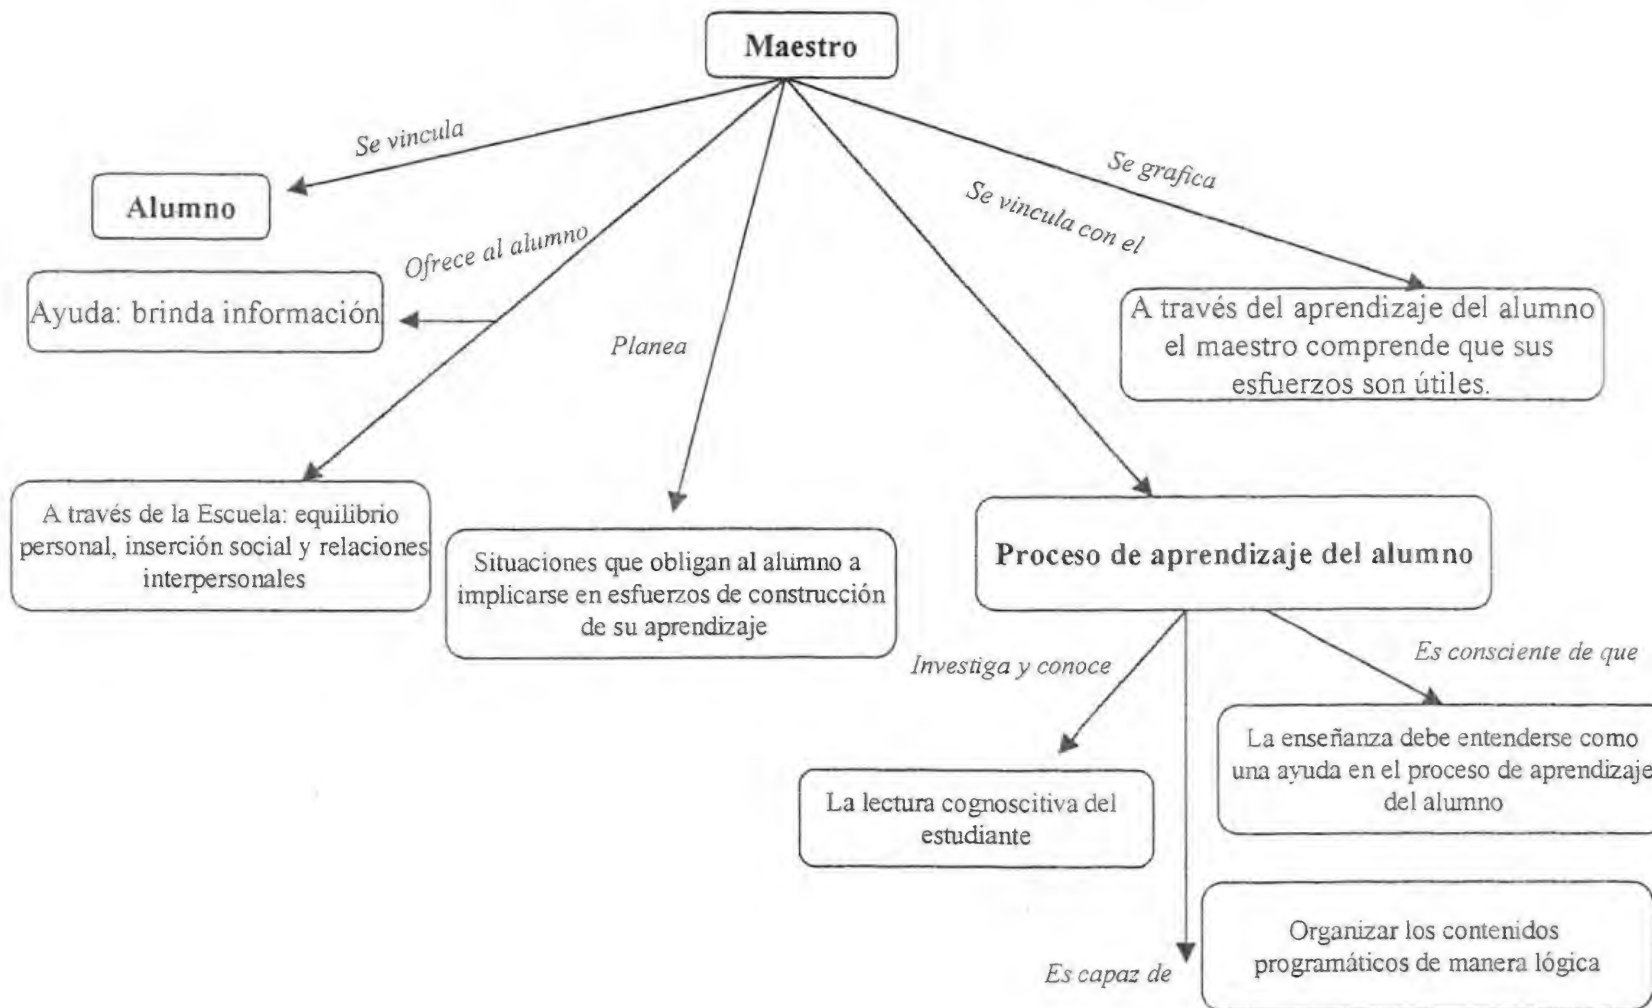 Maestro
Se vincula
Se grafica
Alumno
Se vincula con el
Ofrece al alumno
Ayuda: brinda información
A través del aprendizaje del alumno
el maestro comprende que sus
esfuerzos son útiles.
Planea
A través de la Escuela: equilibrio
personal, inserción social y relaciones
interpersonales
Situaciones que obligan al alumno a
implicarse en esfuerzos de construcción
de su aprendizaje
Proceso de aprendizaje del alumno
Investiga y conoce
Es consciente de que
La lectura cognoscitiva del
estudiante
La enseñanza debe entenderse como
una ayuda en el proceso de aprendizaje
del alumno
Es capaz de
Organizar los contenidos
programáticos de manera lógica